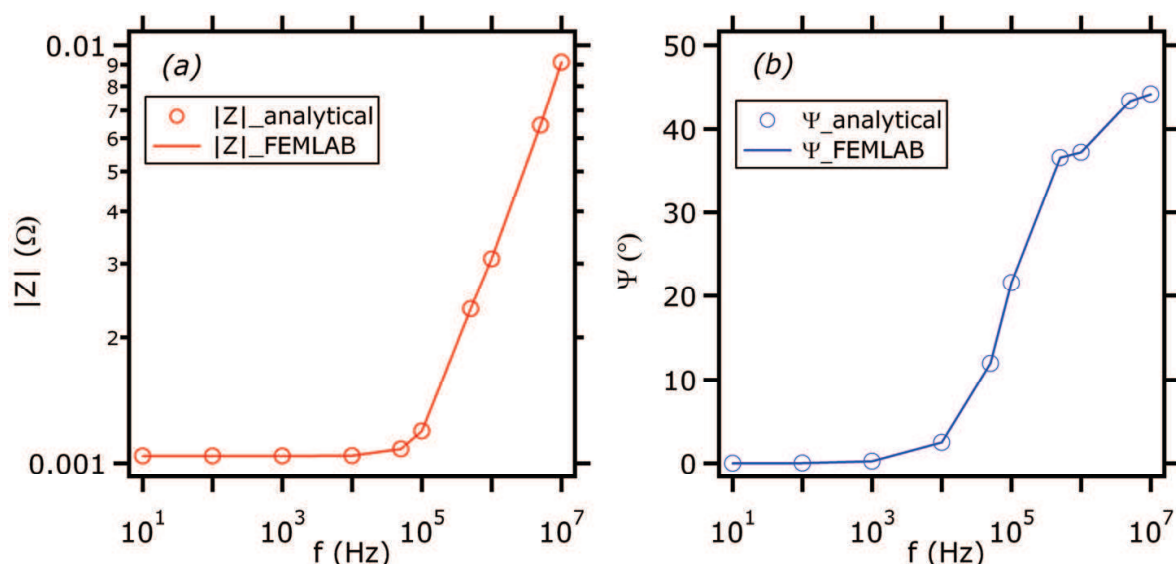 (a)
|Z|_analytical
|Z|_FEMLAB
0.01
9
8
7
6
5
4
3
2
0.001
|Z| (Ω)
10¹ 10³ 10⁵ 10⁷
f (Hz)
(b)
Ψ_analytical
Ψ_FEMLAB
50
40
30
20
10
0
Ψ (°)
10¹ 10³ 10⁵ 10⁷
f (Hz)